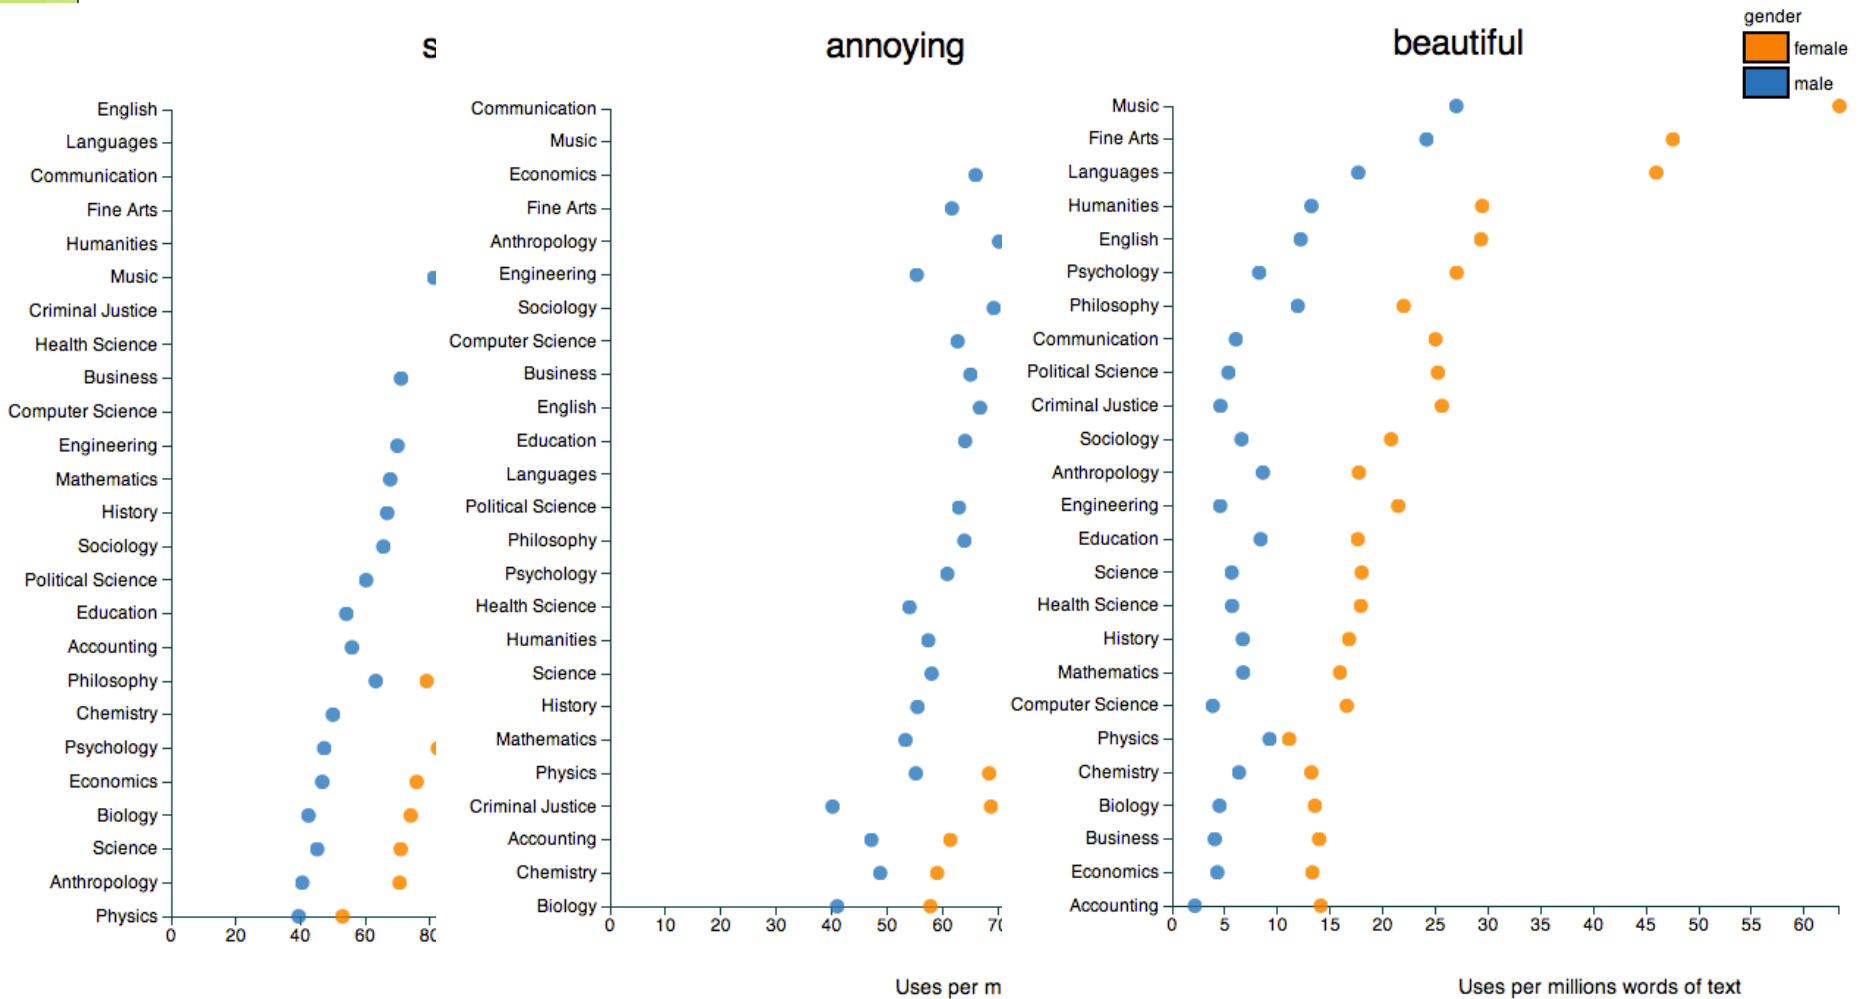 s
English
Languages
Communication
Fine Arts
Humanities
Music
Criminal Justice
Health Science
Business
Computer Science
Engineering
Mathematics
History
Sociology
Political Science
Education
Accounting
Philosophy
Chemistry
Psychology
Economics
Biology
Science
Anthropology
Physics
0 20 40 60 80
annoying
Communication
Music
Economics
Fine Arts
Anthropology
Engineering
Sociology
Computer Science
Business
English
Education
Languages
Political Science
Philosophy
Psychology
Health Science
Humanities
Science
History
Mathematics
Physics
Criminal Justice
Accounting
Chemistry
Biology
0 10 20 30 40 50 70
Uses per m
beautiful
Music
Fine Arts
Languages
Humanities
English
Psychology
Philosophy
Communication
Political Science
Criminal Justice
Sociology
Anthropology
Engineering
Education
Science
Health Science
History
Mathematics
Computer Science
Physics
Chemistry
Biology
Business
Economics
Accounting
0 5 10 15 20 25 30 35 40 45 50 55 60
Uses per millions words of text
gender
female
male